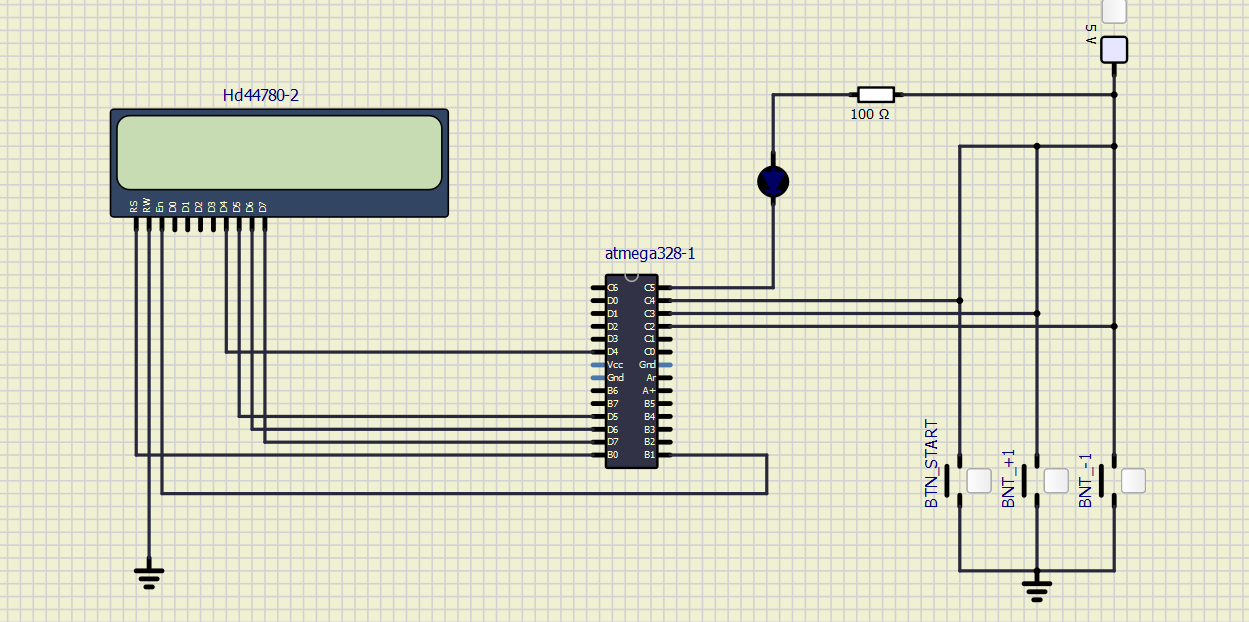 5 V
Hd44780-2
100 Ω
RS RW En D0 D1 D2 D3 D4 D5 D6 D7
atmega328-1
C6 C5
D0 C4
D1 C3
D2 C2
D3 C1
D4 C0
Vcc Gnd
Gnd Ar
B6 A+
B7 B5
D5 B4
D6 B3
D7 B2
B0 B1
BTN_START
BNT_+1
BNT_-1